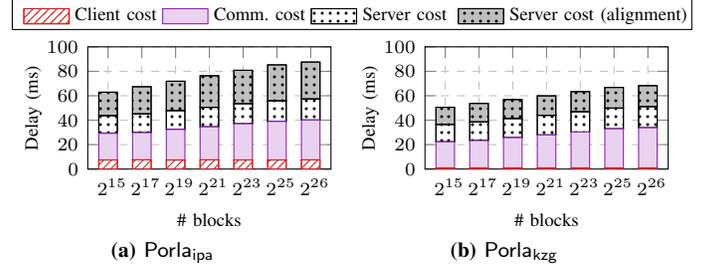 Client cost Comm. cost Server cost Server cost (alignment)
100
80
60
40
20
0
Delay (ms)
2^15 2^17 2^19 2^21 2^23 2^25 2^26
# blocks
(a) Porla_ipa
100
80
60
40
20
0
Delay (ms)
2^15 2^17 2^19 2^21 2^23 2^25 2^26
# blocks
(b) Porla_kzg